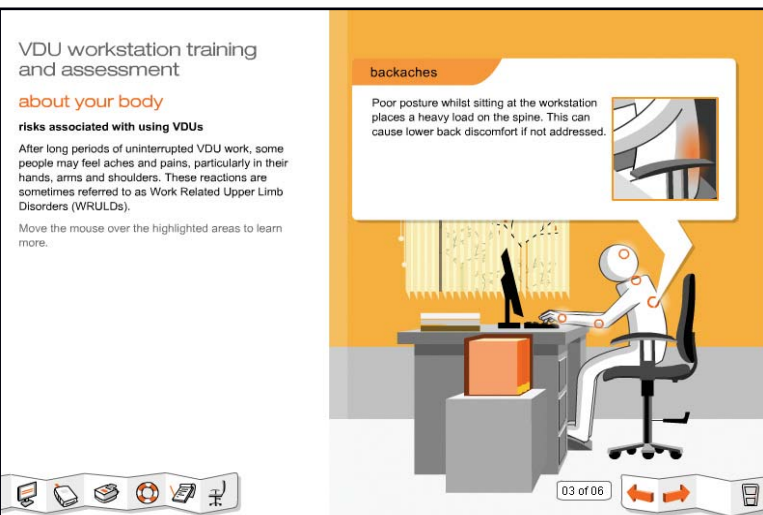 VDU workstation training
and assessment
about your body
risks associated with using VDUs
After long periods of uninterrupted VDU work, some
people may feel aches and pains, particularly in their
hands, arms and shoulders. These reactions are
sometimes referred to as Work Related Upper Limb
Disorders (WRULDs).
Move the mouse over the highlighted areas to learn
more.
backaches
Poor posture whilst sitting at the workstation
places a heavy load on the spine. This can
cause lower back discomfort if not addressed.
03 of 06